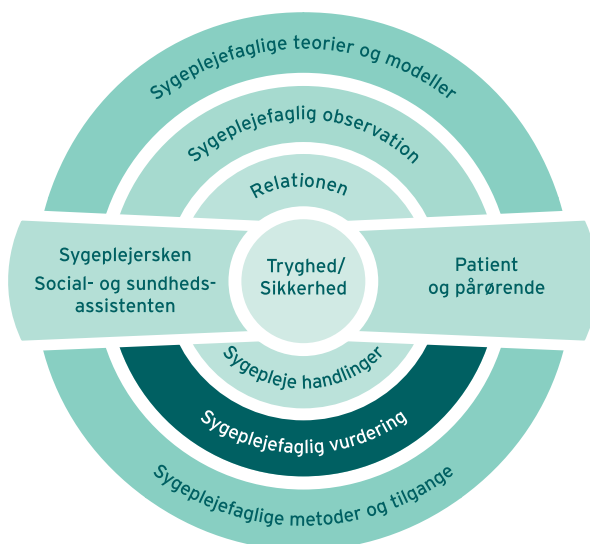 Sygeplejefaglige teorier og modeller
Sygeplejefaglig observation
Relationen
Sygeplejersken
Social- og sundheds-
assistenten
Tryghed/
Sikkerhed
Patient
og pårørende
Sygepleje handlinger
Sygeplejefaglig vurdering
Sygeplejefaglige metoder og tilgange